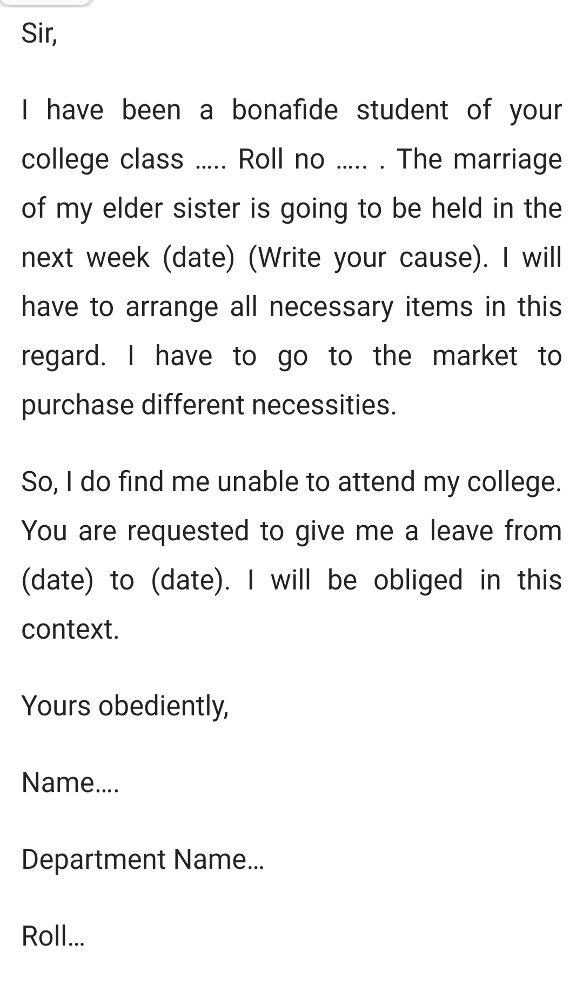 Sir,
I have been a bonafide student of your
college class ..... Roll no ..... . The marriage
of my elder sister is going to be held in the
next week (date) (Write your cause). I will
have to arrange all necessary items in this
regard. I have to go to the market to
purchase different necessities.
So, I do find me unable to attend my college.
You are requested to give me a leave from
(date) to (date). I will be obliged in this
context.
Yours obediently,
Name....
Department Name...
Roll...